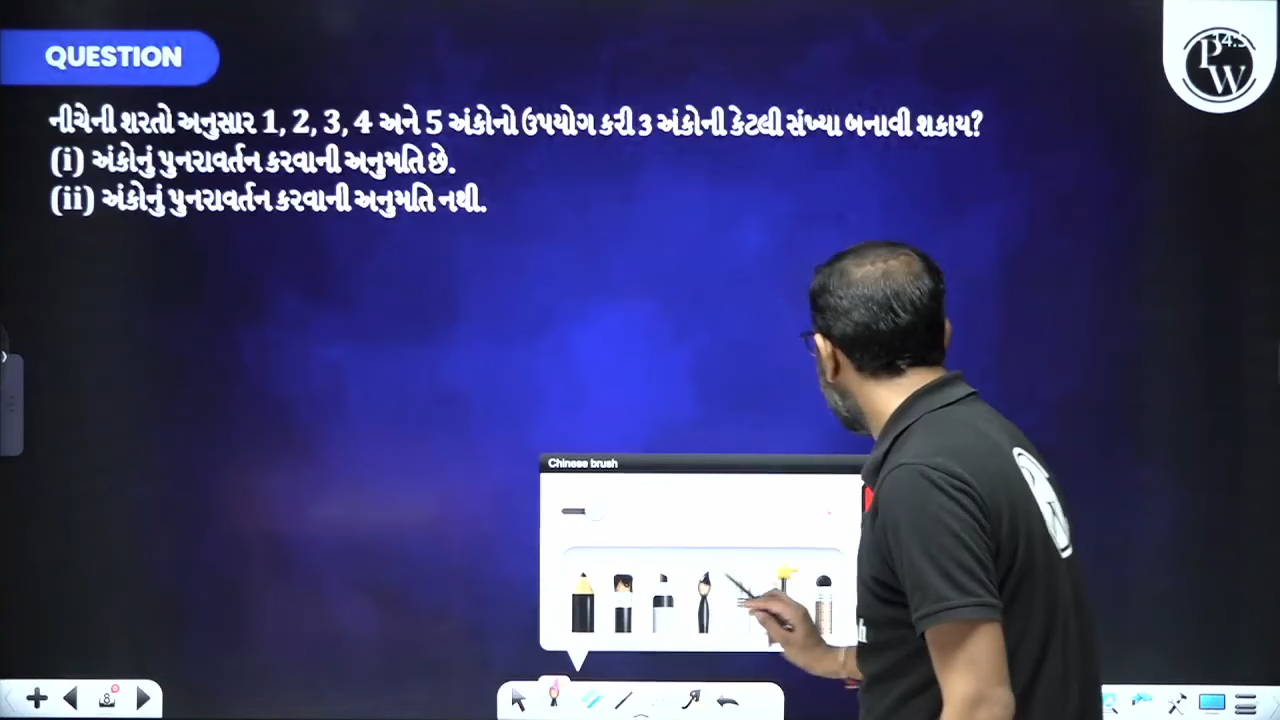 QUESTION
નીચેની શરતો અનુસાર 1, 2, 3, 4 અને 5 અંકોનો ઉપયોગ કરી 3 અંકોની કેટલી સંખ્યા બનાવી શકાય?
(i) અંકોનું પુનરાવર્તન કરવાની અનુમતિ છે.
(ii) અંકોનું પુનરાવર્તન કરવાની અનુમતિ નથી.
PW
Chinese brush
8